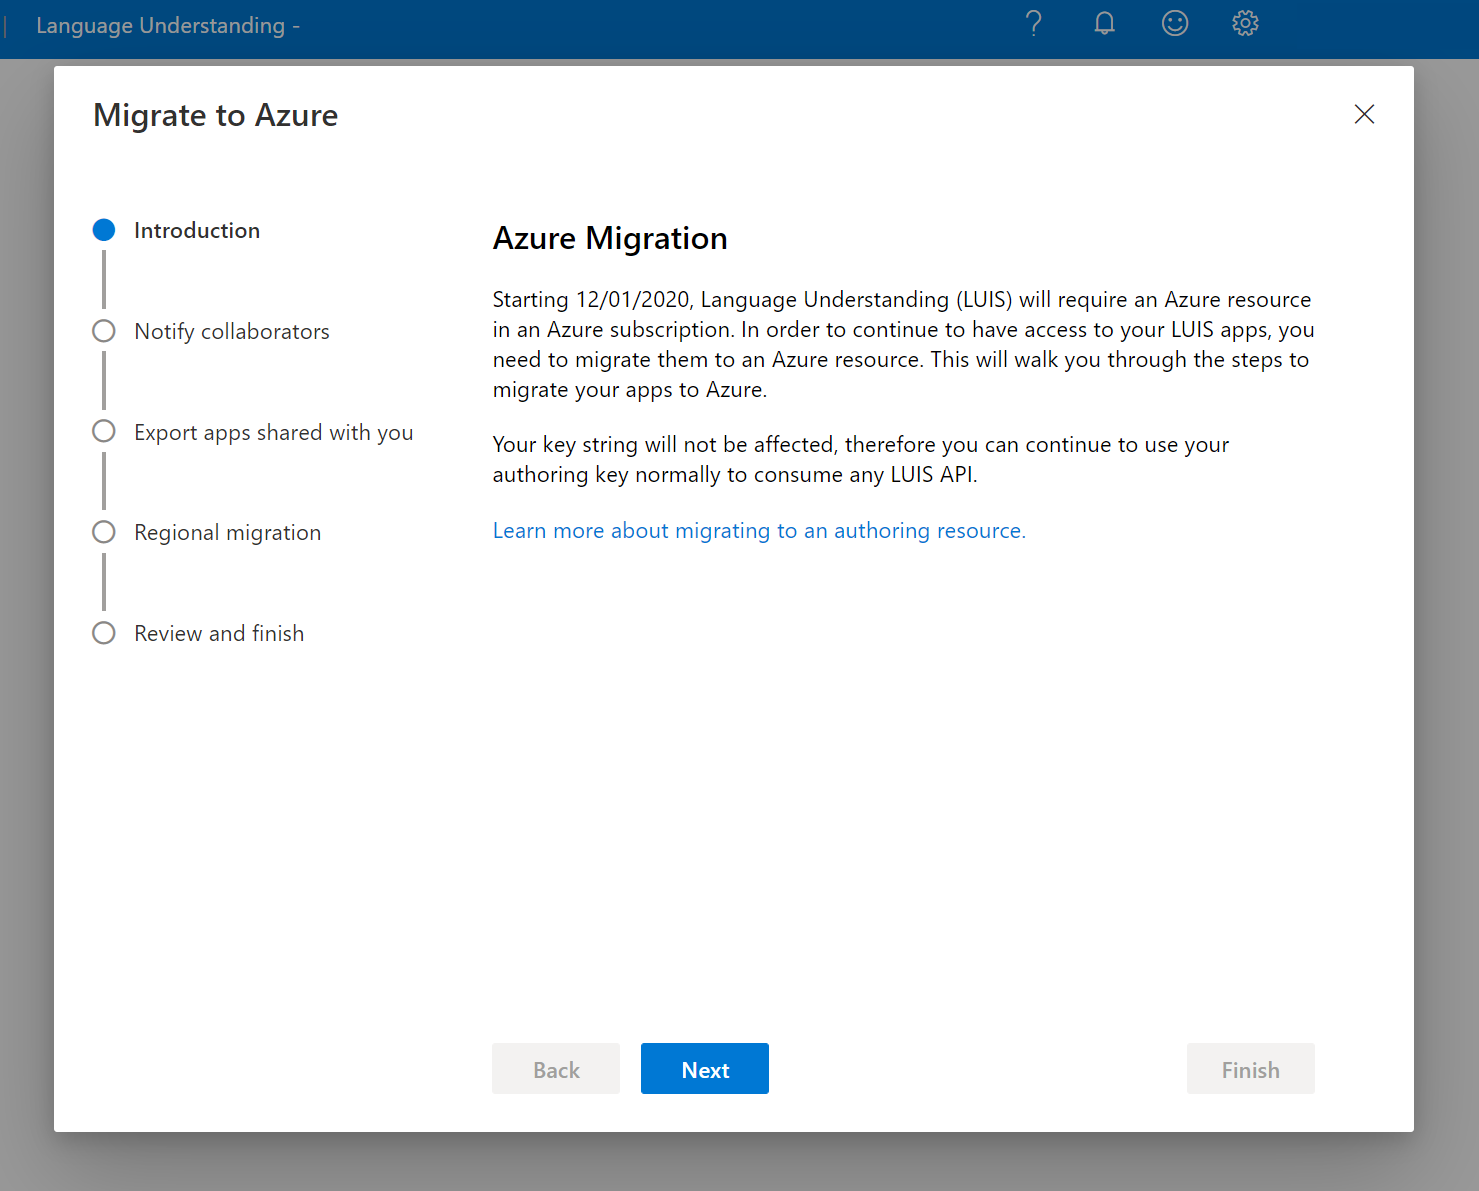 Language Understanding -
Migrate to Azure
Introduction
Notify collaborators
Export apps shared with you
Regional migration
Review and finish
Azure Migration
Starting 12/01/2020, Language Understanding (LUIS) will require an Azure resource
in an Azure subscription. In order to continue to have access to your LUIS apps, you
need to migrate them to an Azure resource. This will walk you through the steps to
migrate your apps to Azure.
Your key string will not be affected, therefore you can continue to use your
authoring key normally to consume any LUIS API.
Learn more about migrating to an authoring resource.
Back
Next
Finish